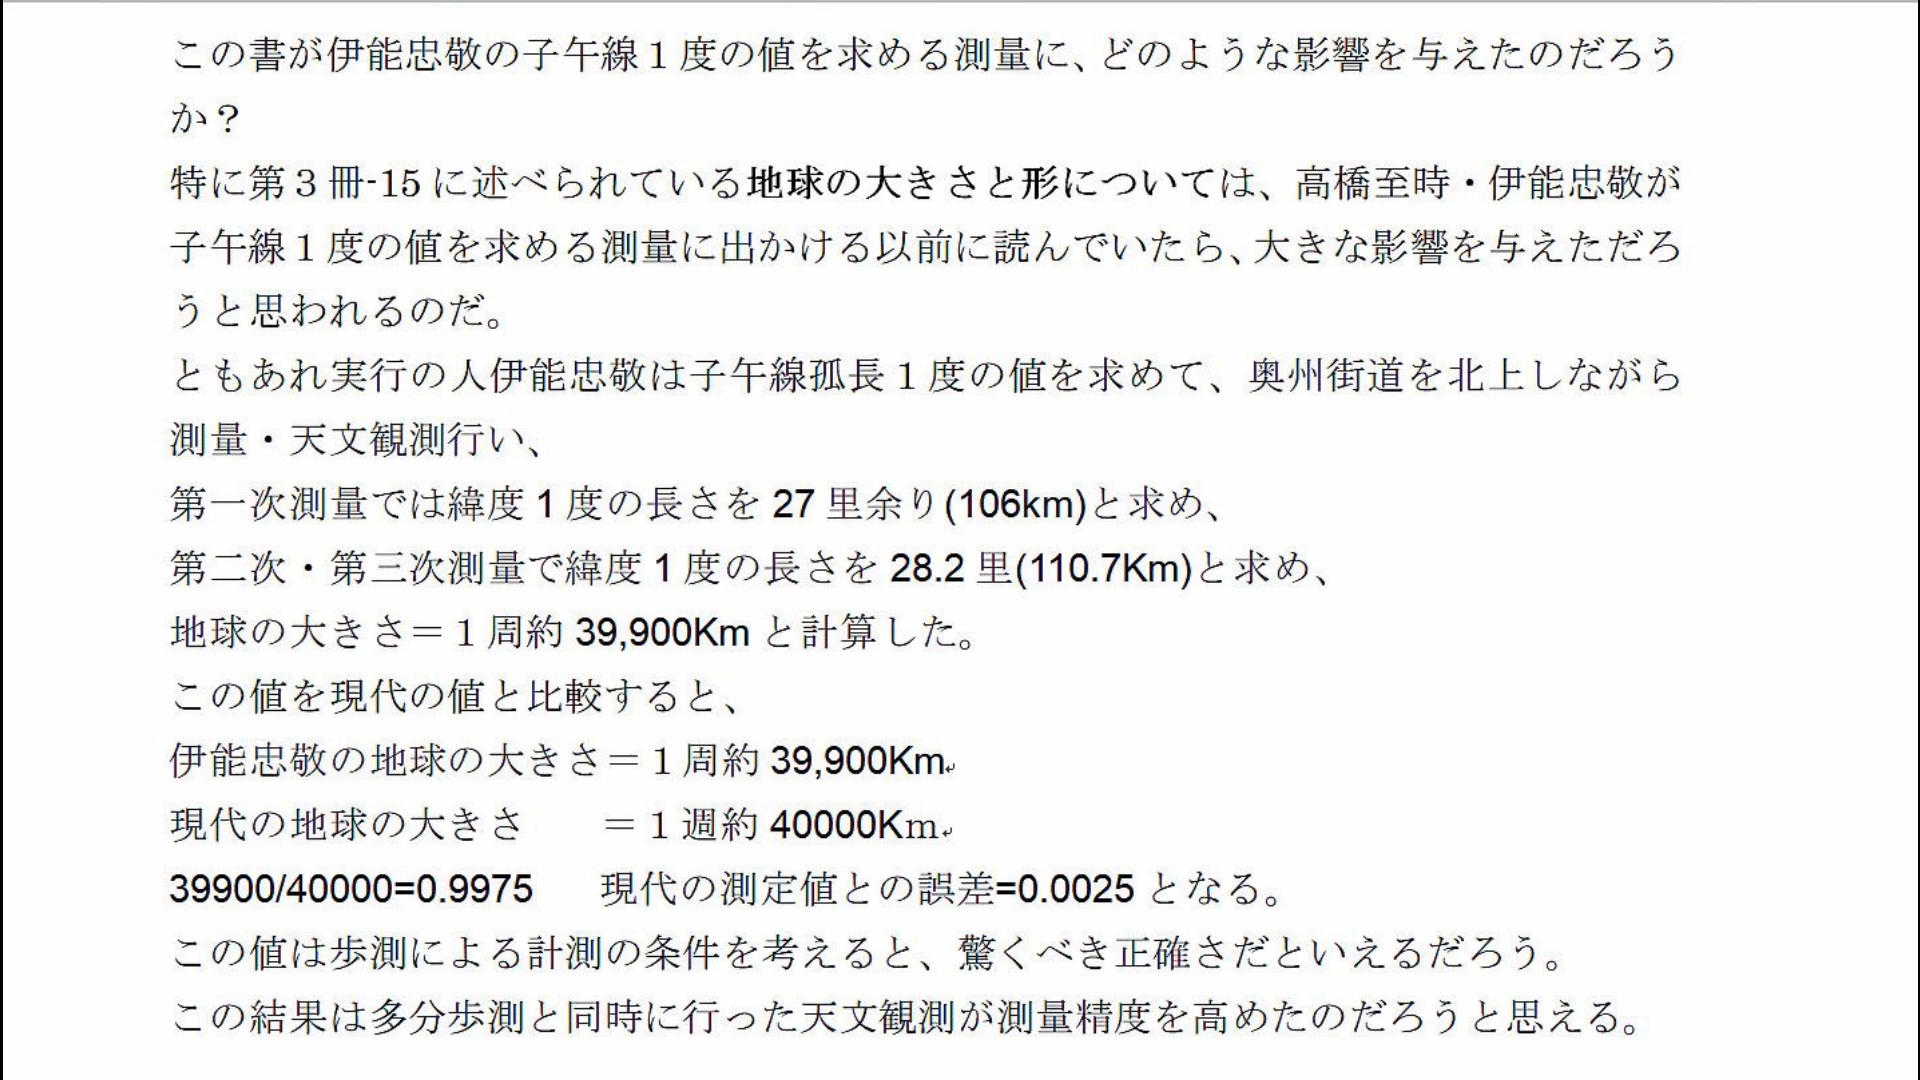 この書が伊能忠敬の子午線１度の値を求める測量に、どのような影響を与えたのだろう
か？
特に第３冊-15 に述べられている地球の大きさと形については、高橋至時・伊能忠敬が
子午線１度の値を求める測量に出かける以前に読んでいたら、大きな影響を与えただろ
うと思われるのだ。
ともあれ実行の人伊能忠敬は子午線孤長１度の値を求めて、奥州街道を北上しながら
測量・天文観測行い、
第一次測量では緯度 1 度の長さを 27 里余り(106km)と求め、
第二次・第三次測量で緯度 1 度の長さを 28.2 里(110.7Km)と求め、
地球の大きさ＝１周約 39,900Km と計算した。
この値を現代の値と比較すると、
伊能忠敬の地球の大きさ＝１周約 39,900Km
現代の地球の大きさ　　＝１週約 40000Kｍ
39900/40000=0.9975　　現代の測定値との誤差=0.0025 となる。
この値は歩測による計測の条件を考えると、驚くべき正確さだといえるだろう。
この結果は多分歩測と同時に行った天文観測が測量精度を高めたのだろうと思える。